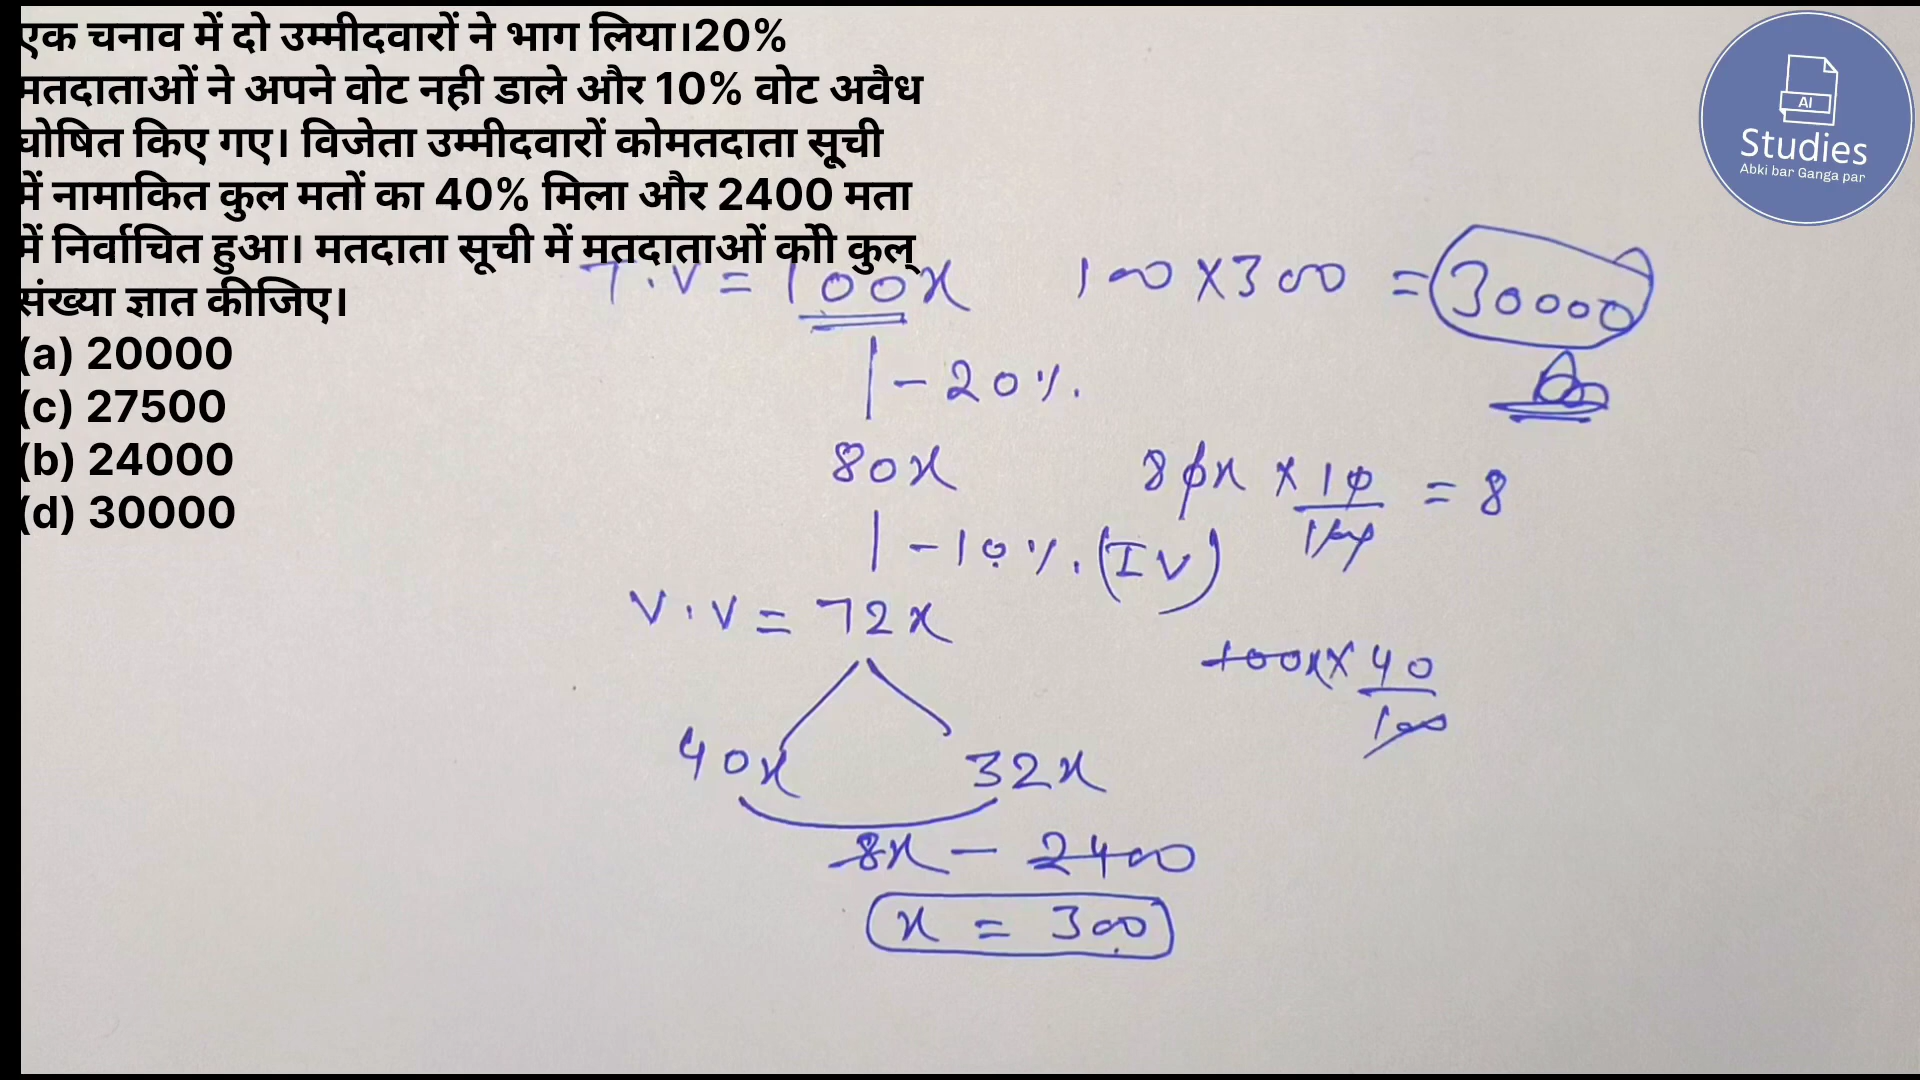 एक चनाव में दो उम्मीदवारों ने भाग लिया।20%
मतदाताओं ने अपने वोट नही डाले और 10% वोट अवैध
घोषित किए गए। विजेता उम्मीदवारों कोमतदाता सूची
में नामाकित कुल मतों का 40% मिला और 2400 मता
में निर्वाचित हुआ। मतदाता सूची में मतदाताओं कीो कुल्
संख्या ज्ञात कीजिए।
(a) 20000
(c) 27500
(b) 24000
(d) 30000
AI
Studies
Abki bar Ganga par
T.V = 100x
100 X 300 = 30000
- 20%.
80x
80x X 10/100 = 8
- 10%. (IV)
V.V = 72x
100x X 40/100
40x 32x
8x - 2400
x = 300